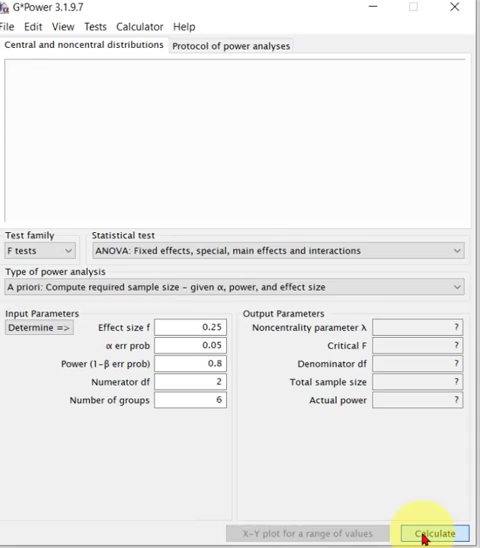 G*Power 3.1.9.7
File Edit View Tests Calculator Help
Central and noncentral distributions Protocol of power analyses
Test family Statistical test
F tests ANOVA: Fixed effects, special, main effects and interactions
Type of power analysis
A priori: Compute required sample size - given α, power, and effect size
Input Parameters Output Parameters
Determine => Effect size f 0.25 Noncentrality parameter λ ?
α err prob 0.05 Critical F ?
Power (1-β err prob) 0.8 Denominator df ?
Numerator df 2 Total sample size ?
Number of groups 6 Actual power ?
X-Y plot for a range of values Calculate